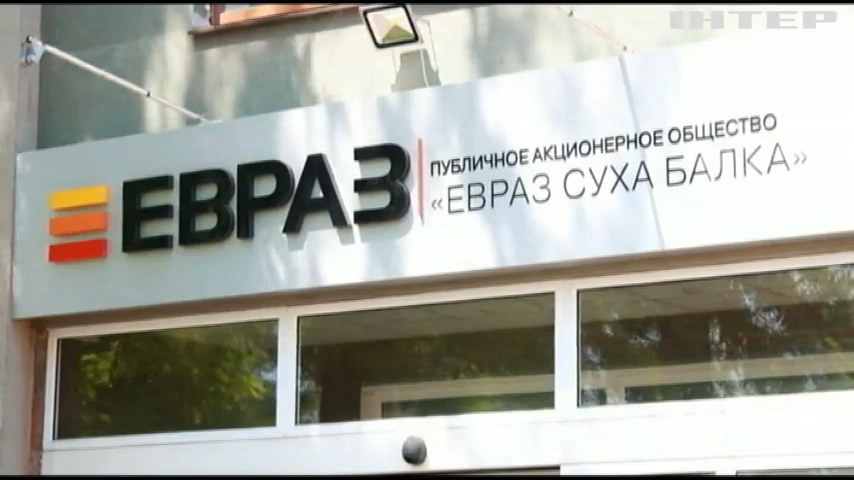 ІНТЕР
ЕВРАЗ
ПУБЛИЧНОЕ АКЦИОНЕРНОЕ ОБЩЕСТВО
«ЕВРАЗ СУХА БАЛКА»